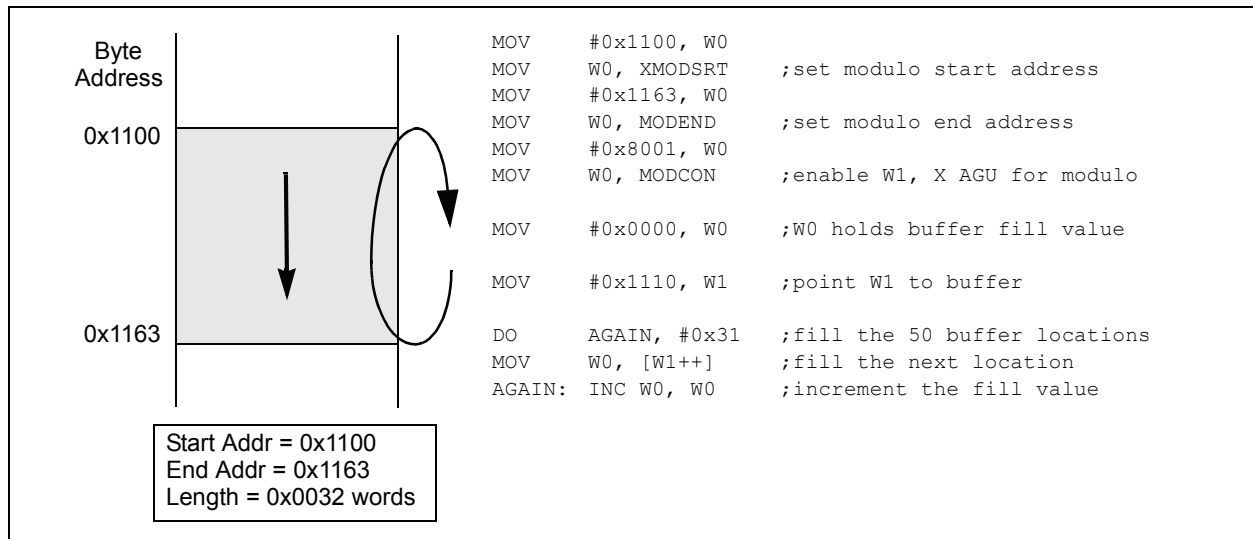 Byte
Address
0x1100
0x1163
MOV #0x1100, W0
MOV W0, XMODSRT ;set modulo start address
MOV #0x1163, W0
MOV W0, MODEND ;set modulo end address
MOV #0x8001, W0
MOV W0, MODCON ;enable W1, X AGU for modulo
MOV #0x0000, W0 ;W0 holds buffer fill value
MOV #0x1110, W1 ;point W1 to buffer
DO AGAIN, #0x31 ;fill the 50 buffer locations
MOV W0, [W1++] ;fill the next location
AGAIN: INC W0, W0 ;increment the fill value
Start Addr = 0x1100
End Addr = 0x1163
Length = 0x0032 words